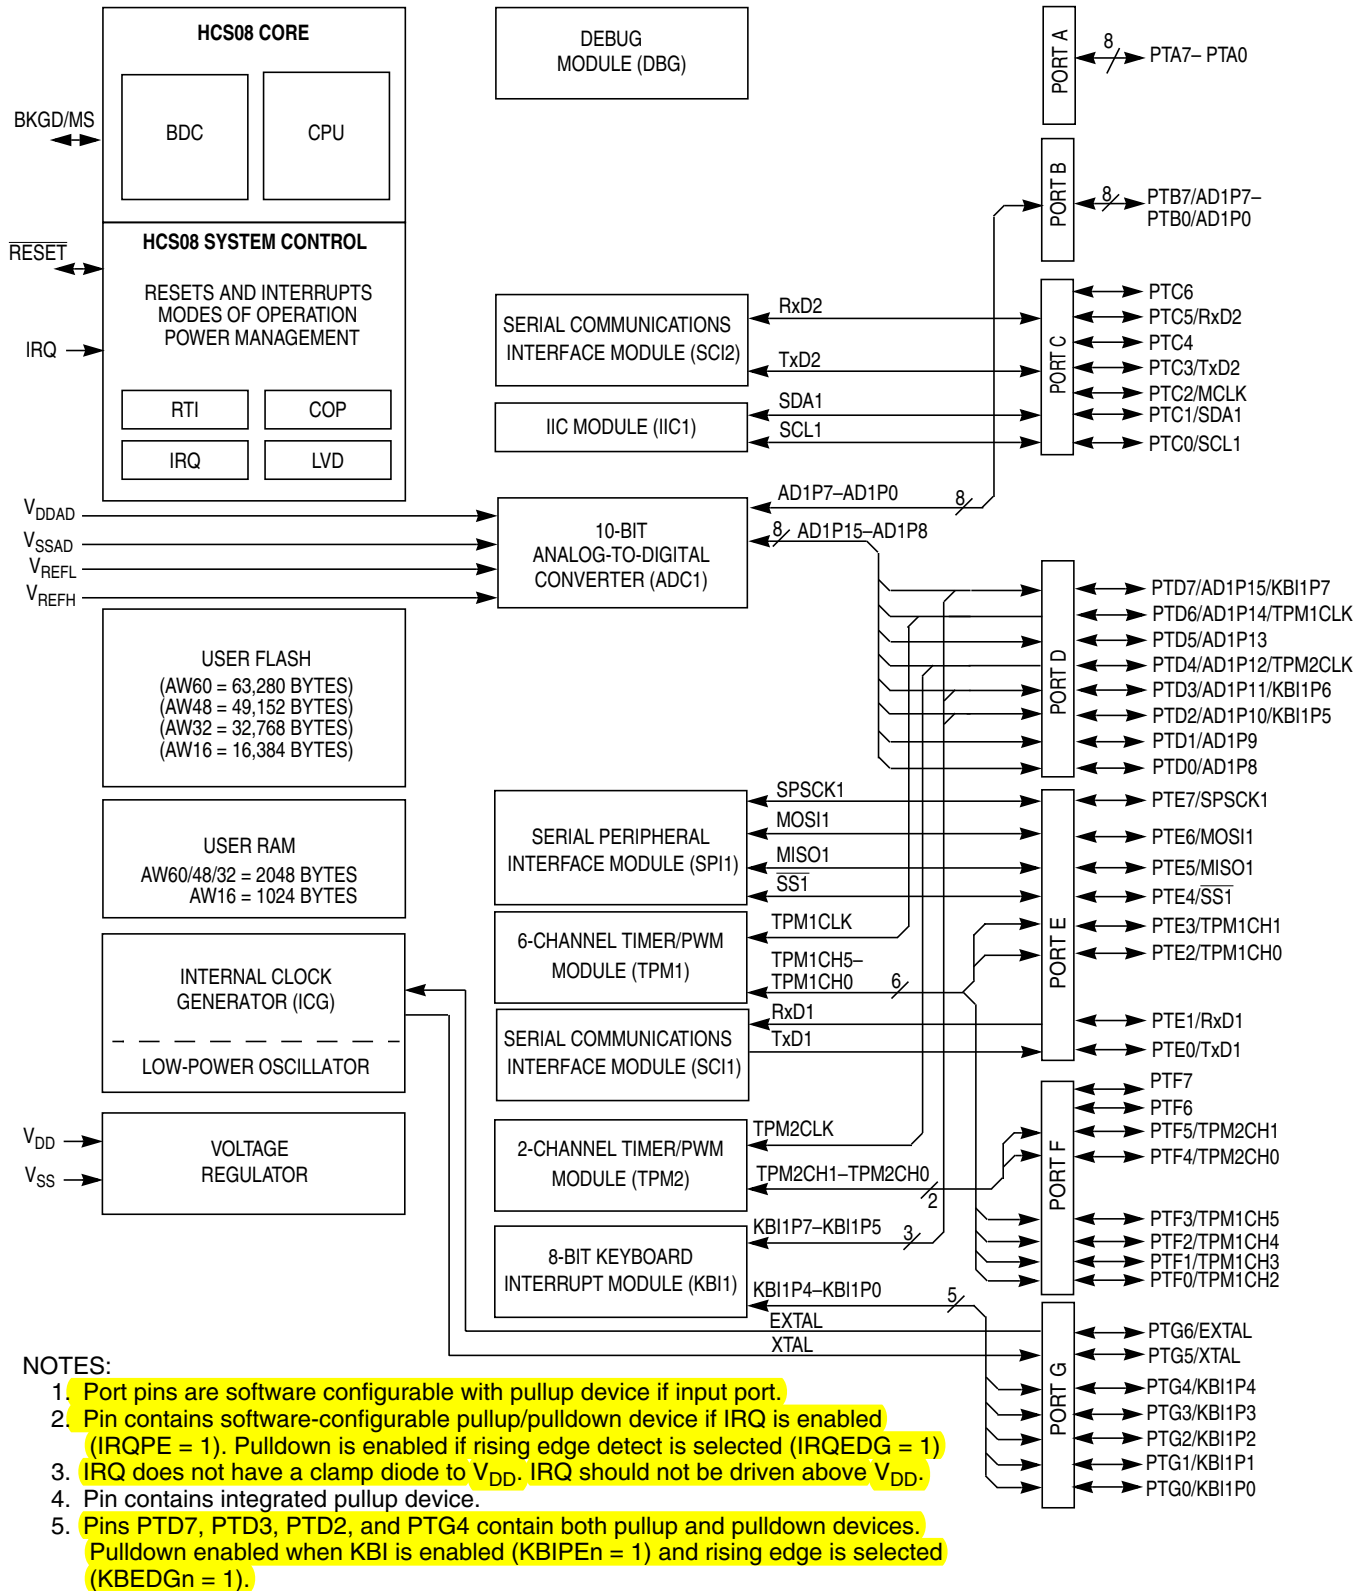 HCS08 CORE
BDC
CPU
BKGD/MS
HCS08 SYSTEM CONTROL
RESET
RESETS AND INTERRUPTS
MODES OF OPERATION
POWER MANAGEMENT
IRQ
RTI
COP
IRQ
LVD
VDDAD
VSSAD
VREFL
VREFH
USER FLASH
(AW60 = 63,280 BYTES)
(AW48 = 49,152 BYTES)
(AW32 = 32,768 BYTES)
(AW16 = 16,384 BYTES)
USER RAM
AW60/48/32 = 2048 BYTES
AW16 = 1024 BYTES
INTERNAL CLOCK
GENERATOR (ICG)
LOW-POWER OSCILLATOR
VDD
VSS
VOLTAGE
REGULATOR
DEBUG
MODULE (DBG)
SERIAL COMMUNICATIONS
INTERFACE MODULE (SCI2)
RxD2
TxD2
IIC MODULE (IIC1)
SDA1
SCL1
10-BIT
ANALOG-TO-DIGITAL
CONVERTER (ADC1)
AD1P7–AD1P0
8
8
AD1P15–AD1P8
SERIAL PERIPHERAL
INTERFACE MODULE (SPI1)
SPSCK1
MOSI1
MISO1
SS1
6-CHANNEL TIMER/PWM
MODULE (TPM1)
TPM1CLK
TPM1CH5–
TPM1CH0
6
SERIAL COMMUNICATIONS
INTERFACE MODULE (SCI1)
RxD1
TxD1
2-CHANNEL TIMER/PWM
MODULE (TPM2)
TPM2CLK
TPM2CH1–TPM2CH0
2
8-BIT KEYBOARD
INTERRUPT MODULE (KBI1)
KBI1P7–KBI1P5
3
KBI1P4–KBI1P0
5
EXTAL
XTAL
PORT A
8
PTA7– PTA0
PORT B
8
PTB7/AD1P7–
PTB0/AD1P0
PORT C
PTC6
PTC5/RxD2
PTC4
PTC3/TxD2
PTC2/MCLK
PTC1/SDA1
PTC0/SCL1
PORT D
PTD7/AD1P15/KBI1P7
PTD6/AD1P14/TPM1CLK
PTD5/AD1P13
PTD4/AD1P12/TPM2CLK
PTD3/AD1P11/KBI1P6
PTD2/AD1P10/KBI1P5
PTD1/AD1P9
PTD0/AD1P8
PORT E
PTE7/SPSCK1
PTE6/MOSI1
PTE5/MISO1
PTE4/SS1
PTE3/TPM1CH1
PTE2/TPM1CH0
PTE1/RxD1
PTE0/TxD1
PORT F
PTF7
PTF6
PTF5/TPM2CH1
PTF4/TPM2CH0
PTF3/TPM1CH5
PTF2/TPM1CH4
PTF1/TPM1CH3
PTF0/TPM1CH2
PORT G
PTG6/EXTAL
PTG5/XTAL
PTG4/KBI1P4
PTG3/KBI1P3
PTG2/KBI1P2
PTG1/KBI1P1
PTG0/KBI1P0
NOTES:
1. Port pins are software configurable with pullup device if input port.
2. Pin contains software-configurable pullup/pulldown device if IRQ is enabled
(IRQPE = 1). Pulldown is enabled if rising edge detect is selected (IRQEDG = 1)
3. IRQ does not have a clamp diode to VDD. IRQ should not be driven above VDD.
4. Pin contains integrated pullup device.
5. Pins PTD7, PTD3, PTD2, and PTG4 contain both pullup and pulldown devices.
Pulldown enabled when KBI is enabled (KBIPEn = 1) and rising edge is selected
(KBEDGn = 1).